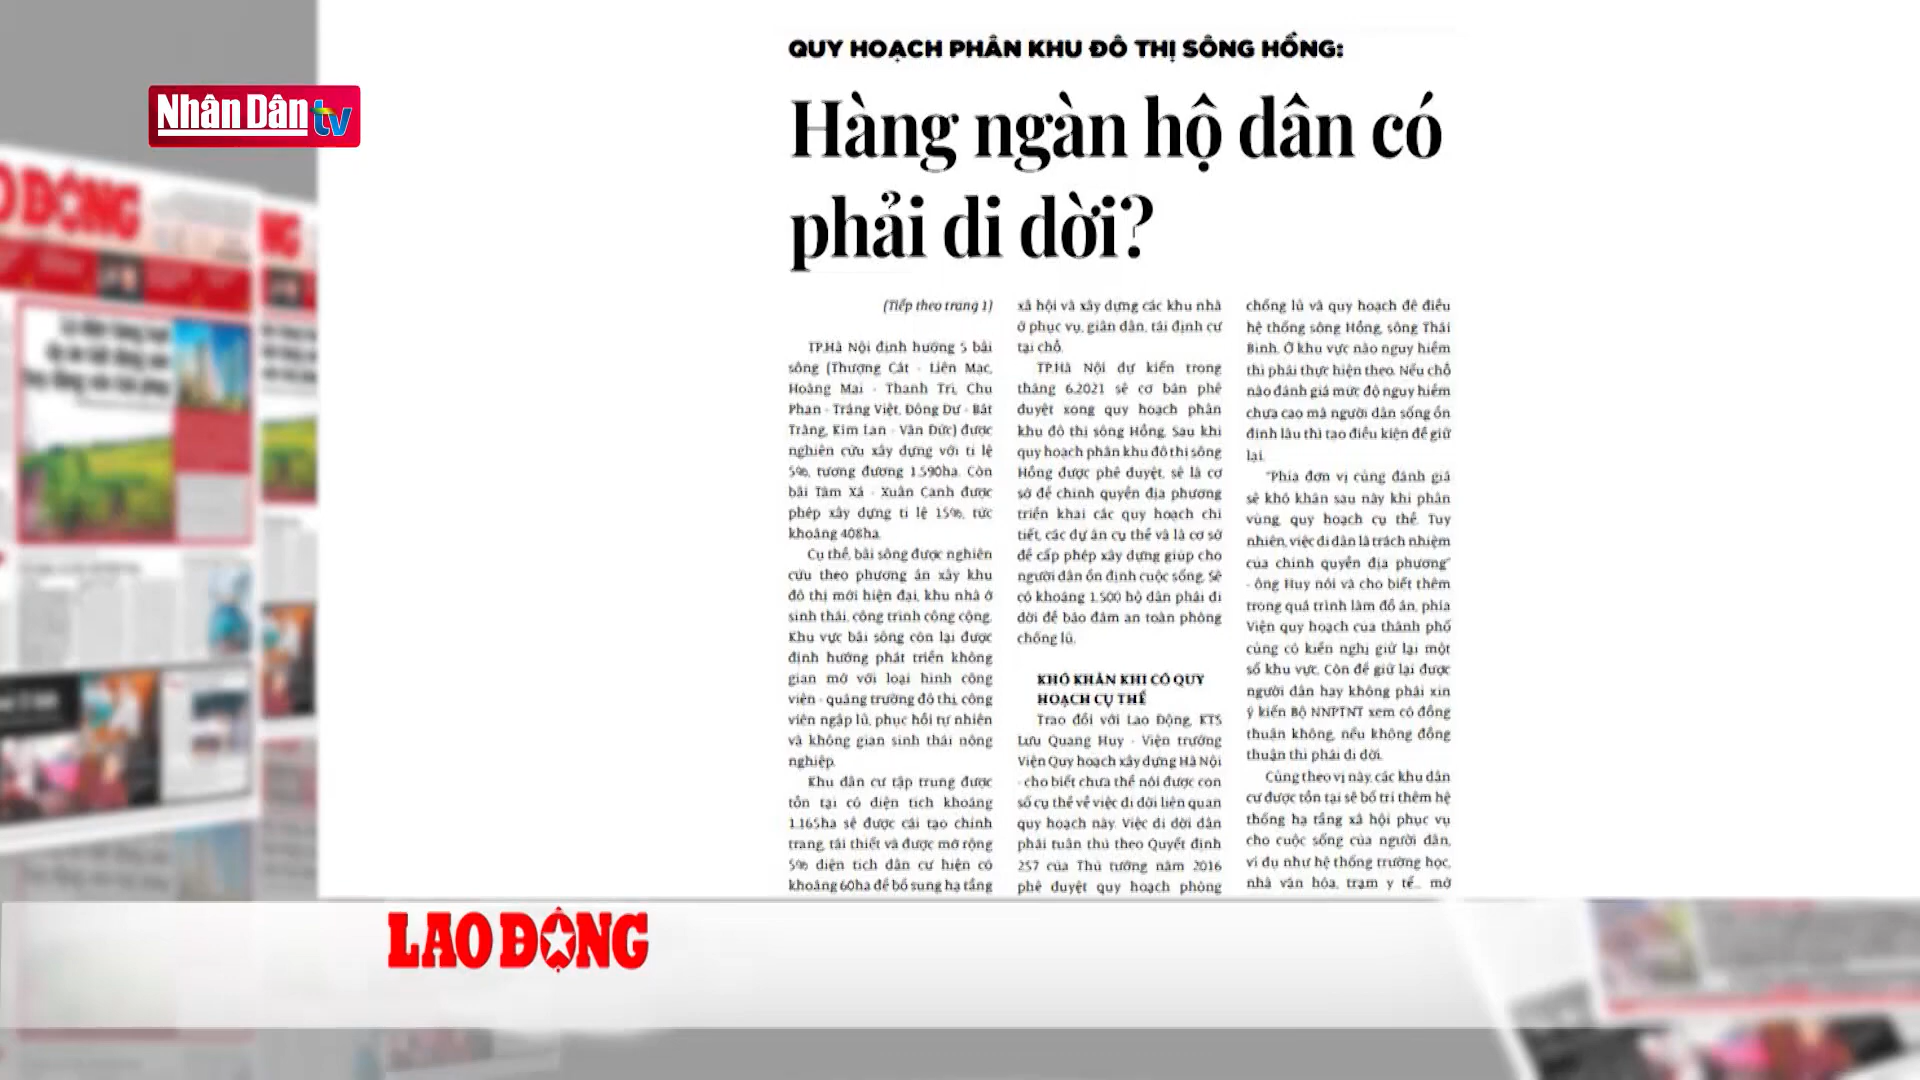 Nhân Dân tv
QUY HOẠCH PHÂN KHU ĐÔ THỊ SÔNG HỒNG:
Hàng ngàn hộ dân có
phải di dời?
(Tiếp theo trang 1)
TP.Hà Nội định hướng 5 bãi
sông (Thượng Cát - Liên Mạc,
Hoàng Mai - Thanh Trì, Chu
Phan - Tráng Việt, Đông Dư - Bát
Tràng, Kim Lan - Văn Đức) được
nghiên cứu xây dựng với tỉ lệ
5%, tương đương 1.590ha. Còn
bãi Tàm Xá - Xuân Canh được
phép xây dựng tỉ lệ 15%, tức
khoảng 408ha.
Cụ thể, bãi sông được nghiên
cứu theo phương án xây khu
đô thị mới hiện đại, khu nhà ở
sinh thái, công trình công cộng.
Khu vực bãi sông còn lại được
định hướng phát triển không
gian mở với loại hình công
viên - quảng trường đô thị, công
viên ngập lũ, phục hồi tự nhiên
và không gian sinh thái nông
nghiệp.
Khu dân cư tập trung được
tồn tại có diện tích khoảng
1.165ha sẽ được cải tạo chỉnh
trang, tái thiết và được mở rộng
5% diện tích dân cư hiện có
khoảng 60ha để bổ sung hạ tầng
xã hội và xây dựng các khu nhà
ở phục vụ, giãn dân, tái định cư
tại chỗ.
TP.Hà Nội dự kiến trong
tháng 6.2021 sẽ cơ bản phê
duyệt xong quy hoạch phân
khu đô thị sông Hồng. Sau khi
quy hoạch phân khu đô thị sông
Hồng được phê duyệt, sẽ là cơ
sở để chính quyền địa phương
triển khai các quy hoạch chi
tiết, các dự án cụ thể và là cơ sở
để cấp phép xây dựng giúp cho
người dân ổn định cuộc sống. Sẽ
có khoảng 1.500 hộ dân phải di
dời để bảo đảm an toàn phòng
chống lũ.
KHÓ KHĂN KHI CÓ QUY
HOẠCH CỤ THỂ
Trao đổi với Lao Động, KTS
Lưu Quang Huy - Viện trưởng
Viện Quy hoạch xây dựng Hà Nội
- cho biết chưa thể nói được con
số cụ thể về việc di dời liên quan
quy hoạch này. Việc di dời dân
phải tuân thủ theo Quyết định
257 của Thủ tướng năm 2016
phê duyệt quy hoạch phòng
chống lũ và quy hoạch đê điều
hệ thống sông Hồng, sông Thái
Bình. Ở khu vực nào nguy hiểm
thì phải thực hiện theo. Nếu chỗ
nào đánh giá mức độ nguy hiểm
chưa cao mà người dân sống ổn
định lâu thì tạo điều kiện để giữ
lại.
"Phía đơn vị cũng đánh giá
sẽ khó khăn sau này khi phân
vùng, quy hoạch cụ thể. Tuy
nhiên, việc di dân là trách nhiệm
của chính quyền địa phương"
- ông Huy nói và cho biết thêm
trong quá trình làm đồ án, phía
Viện quy hoạch của thành phố
cũng có kiến nghị giữ lại một
số khu vực. Còn để giữ lại được
người dân hay không phải xin
ý kiến Bộ NNPTNT xem có đồng
thuận không, nếu không đồng
thuận thì phải di dời.
Cũng theo vị này, các khu dân
cư được tồn tại sẽ bố trí thêm hệ
thống hạ tầng xã hội phục vụ
cho cuộc sống của người dân,
ví dụ như hệ thống trường học,
nhà văn hóa, trạm y tế... mở
LAO ĐỘNG